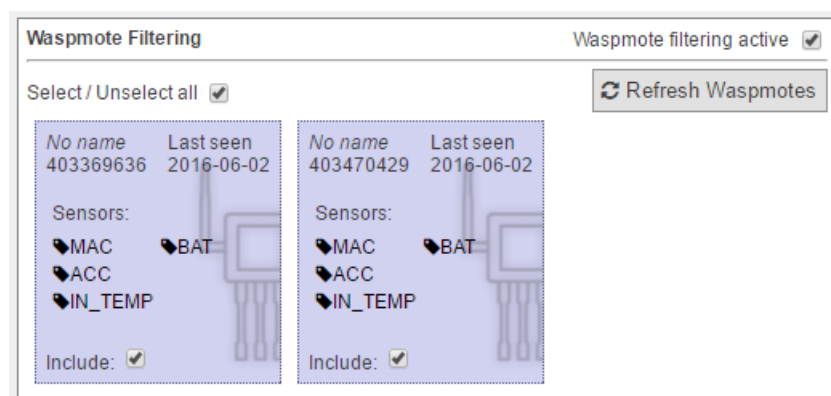 Waspmote Filtering
Waspmote filtering active
Select / Unselect all
Refresh Waspmotes
No name Last seen
403369636 2016-06-02
Sensors:
MAC BAT
ACC
IN_TEMP
Include:
No name Last seen
403470429 2016-06-02
Sensors:
MAC BAT
ACC
IN_TEMP
Include: